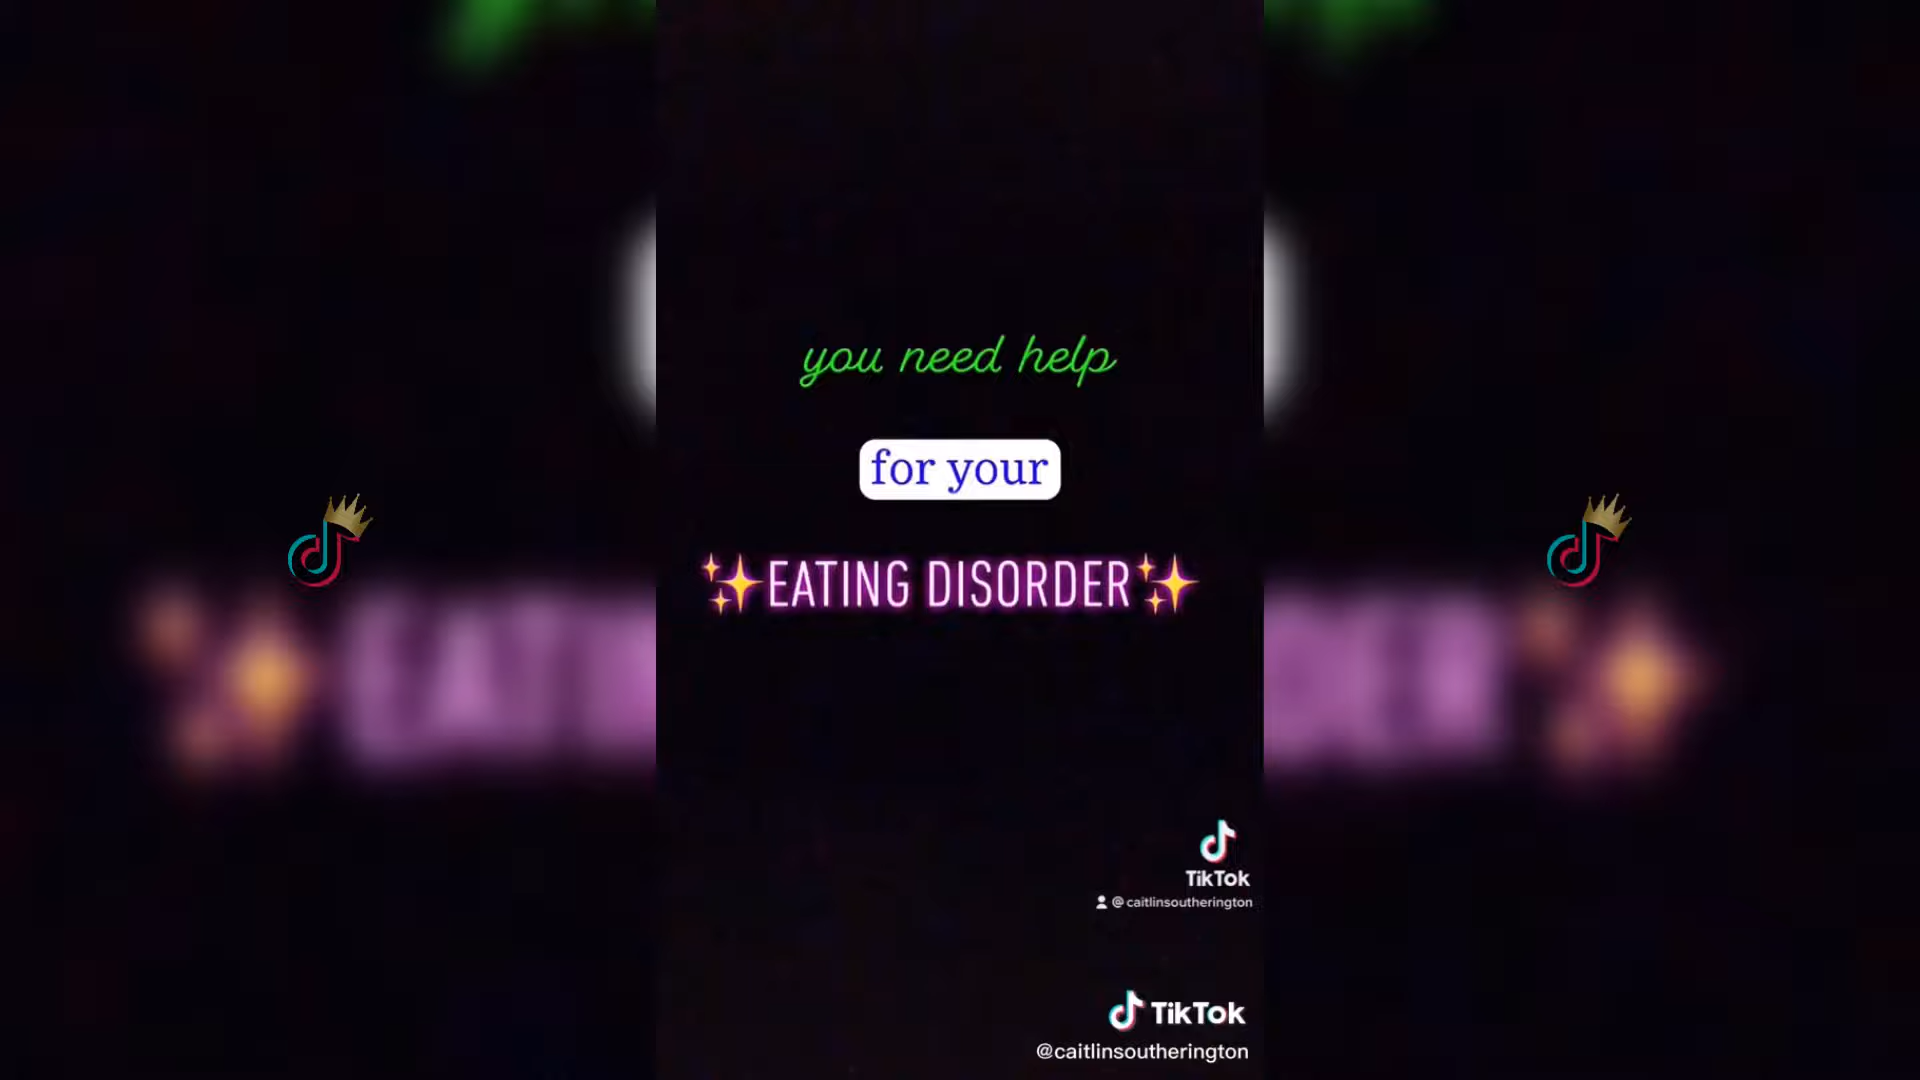 you need help
for your
✨EATING DISORDER✨
TikTok
@caitlinsoutherington
TikTok
@caitlinsoutherington